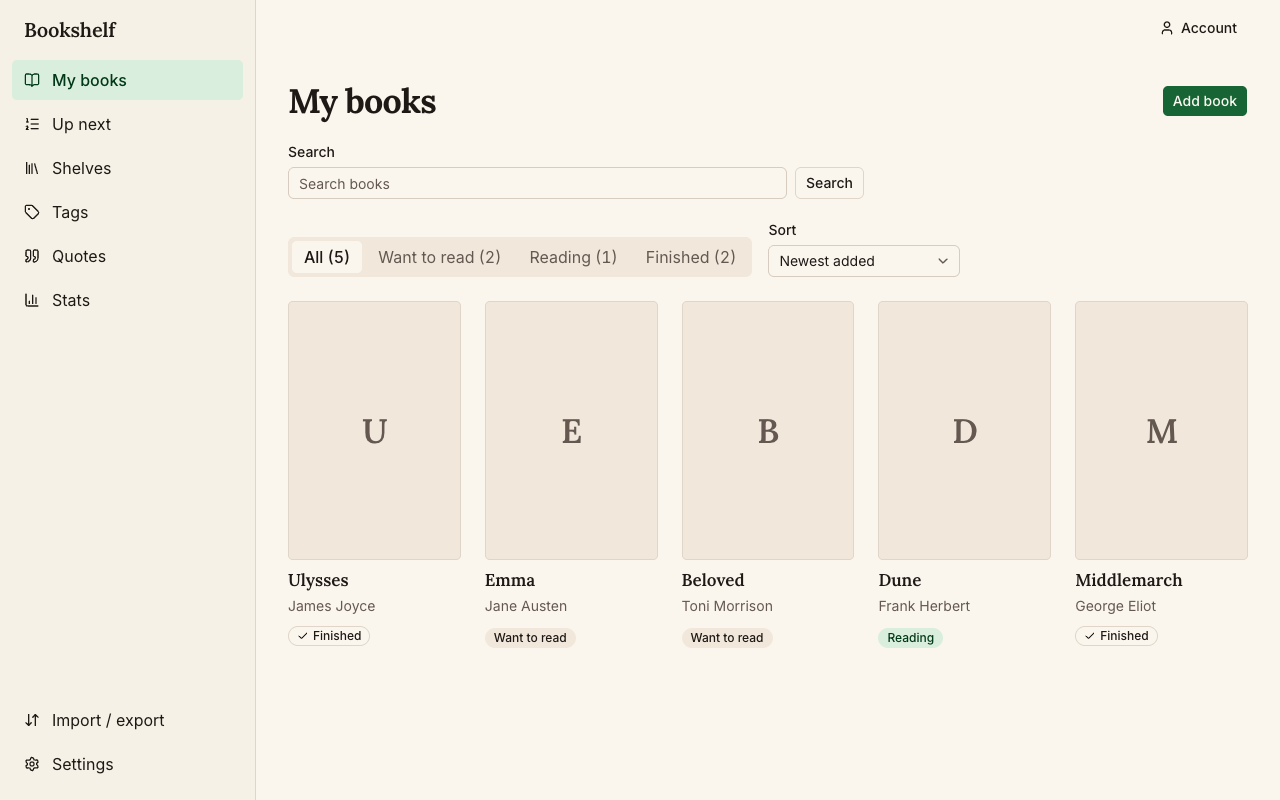 Bookshelf
My books
Up next
Shelves
Tags
Quotes
Stats
Import / export
Settings
Account
My books
Add book
Search
Search books
Search
All (5)
Want to read (2)
Reading (1)
Finished (2)
Sort
Newest added
U
Ulysses
James Joyce
Finished
E
Emma
Jane Austen
Want to read
B
Beloved
Toni Morrison
Want to read
D
Dune
Frank Herbert
Reading
M
Middlemarch
George Eliot
Finished